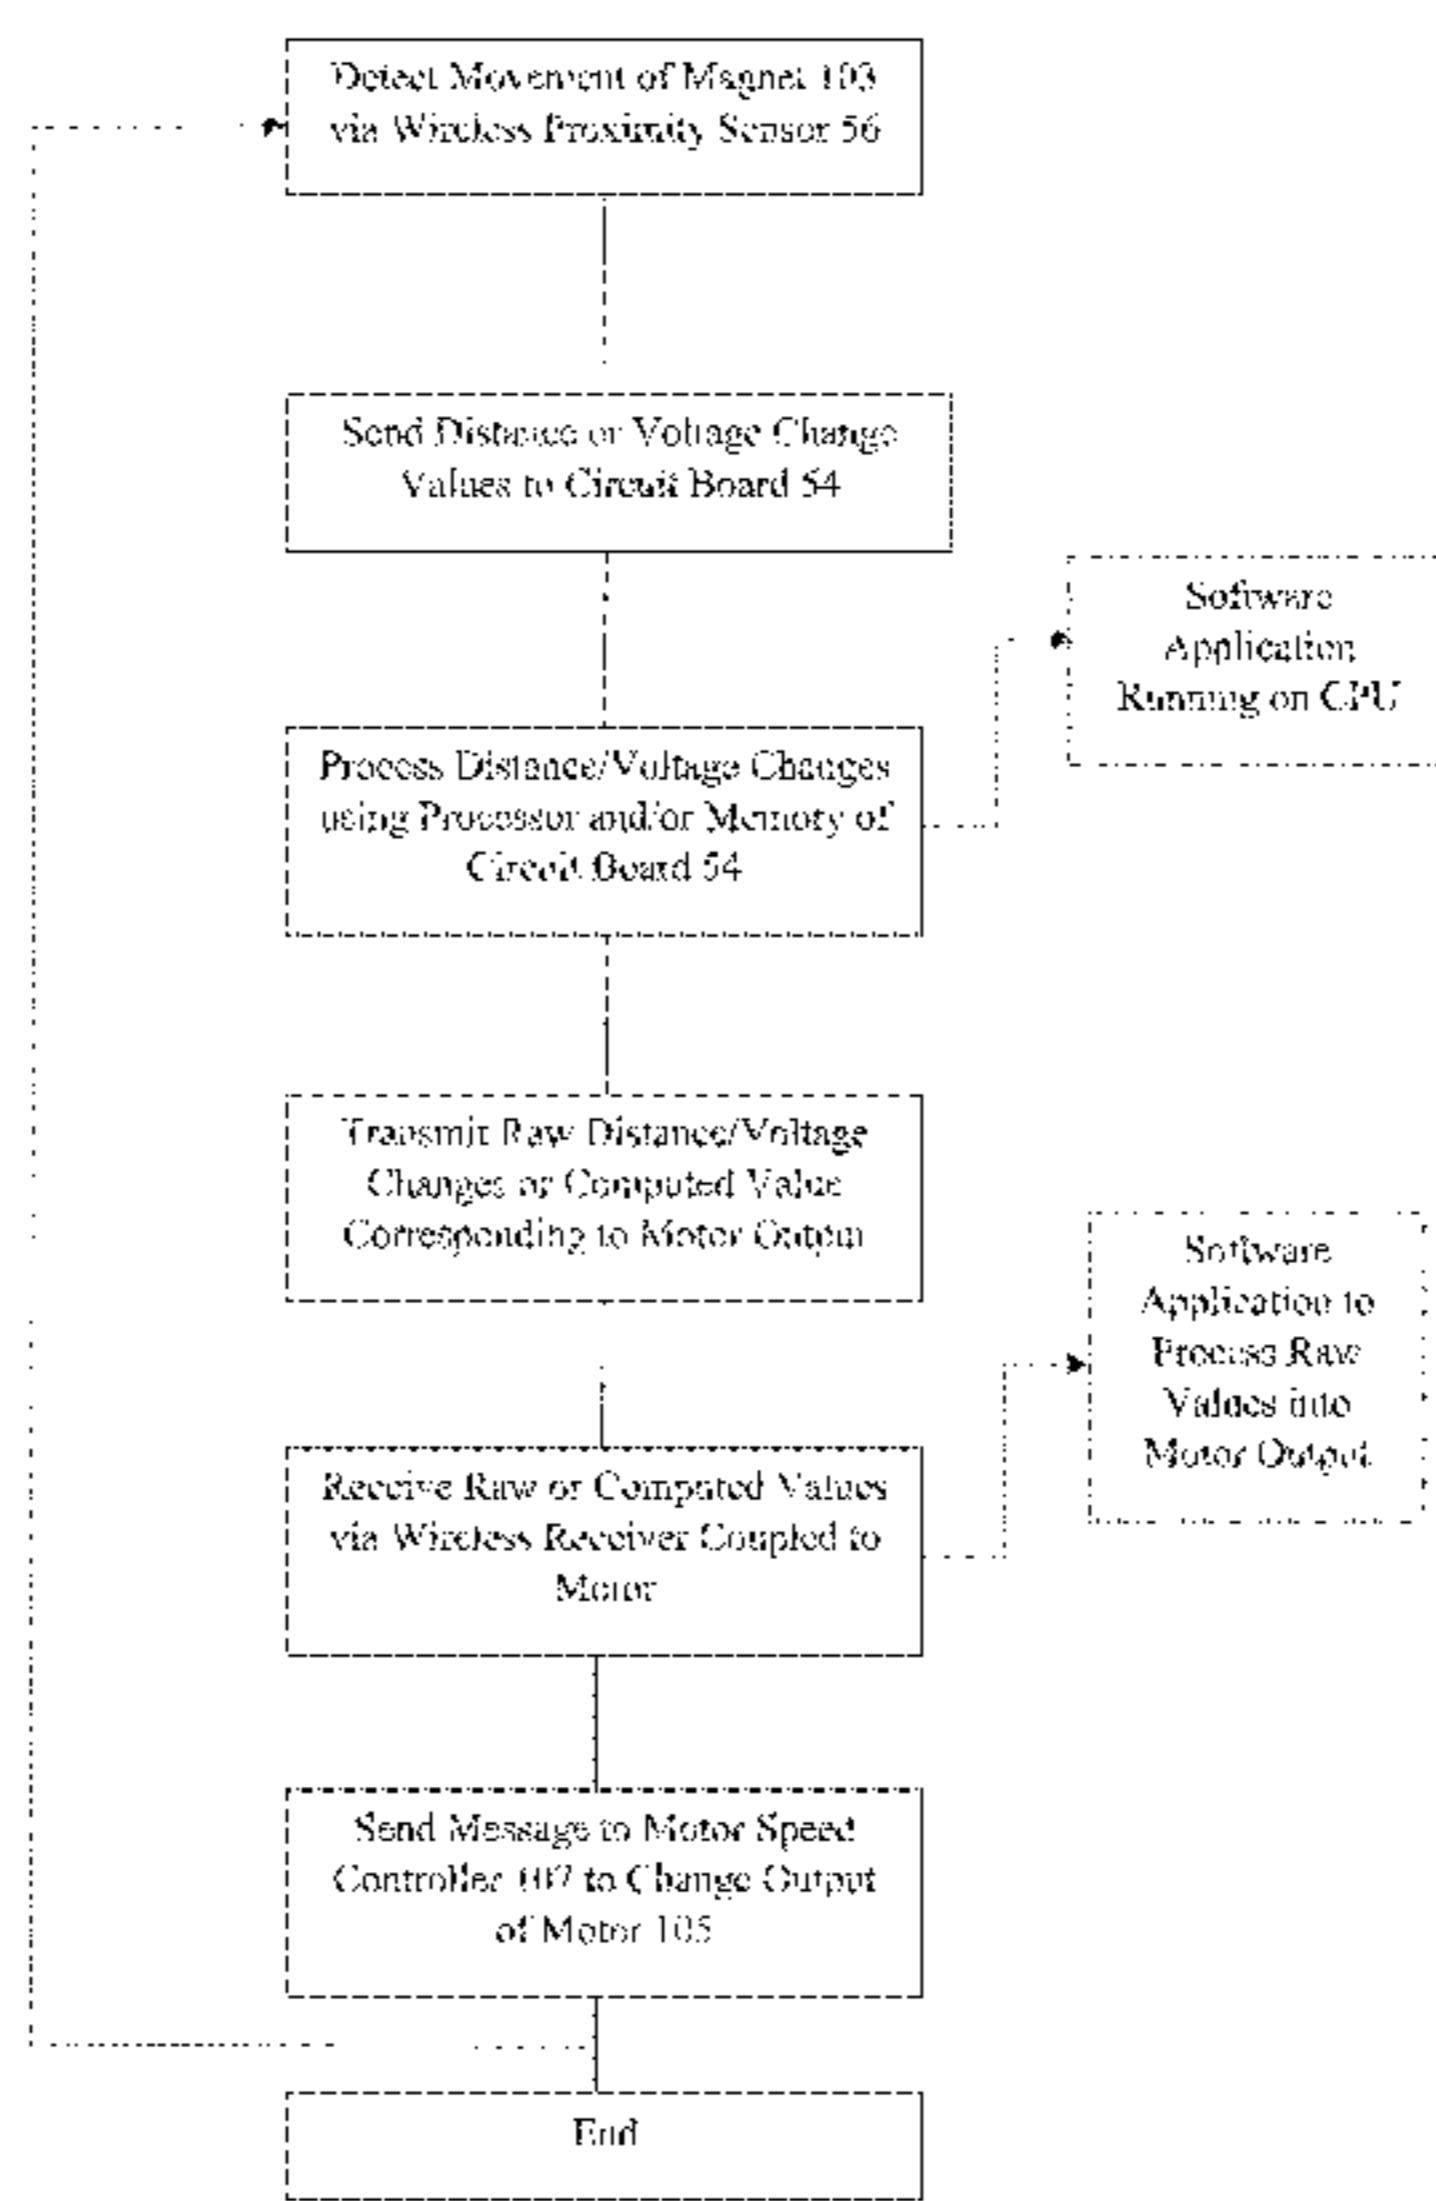 Detect Movement of Magnet 103
via Wireless Proximity Sensor 56
Send Distance or Voltage Change
Values to Circuit Board 54
Software
Application
Running on CPU
Process Distance/Voltage Changes
using Processor and/or Memory of
Circuit Board 54
Transmit Raw Distance/Voltage
Changes or Computed Value
Corresponding to Motor Output
Software
Application to
Process Raw
Values into
Motor Output
Receive Raw or Computed Values
via Wireless Receiver Coupled to
Motor
Send Message to Motor Speed
Controller 107 to Change Output
of Motor 105
End